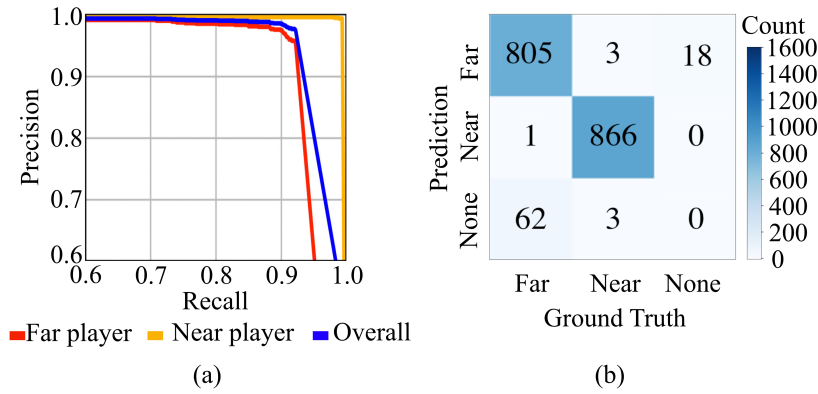 1.0
0.9
0.8
0.7
0.6
Precision
0.6 0.7 0.8 0.9 1.0
Recall
Far player Near player Overall
(a)
Prediction
Far
Near
None
805 3 18
1 866 0
62 3 0
Far Near None
Ground Truth
Count
1600
1400
1200
1000
800
600
400
200
0
(b)